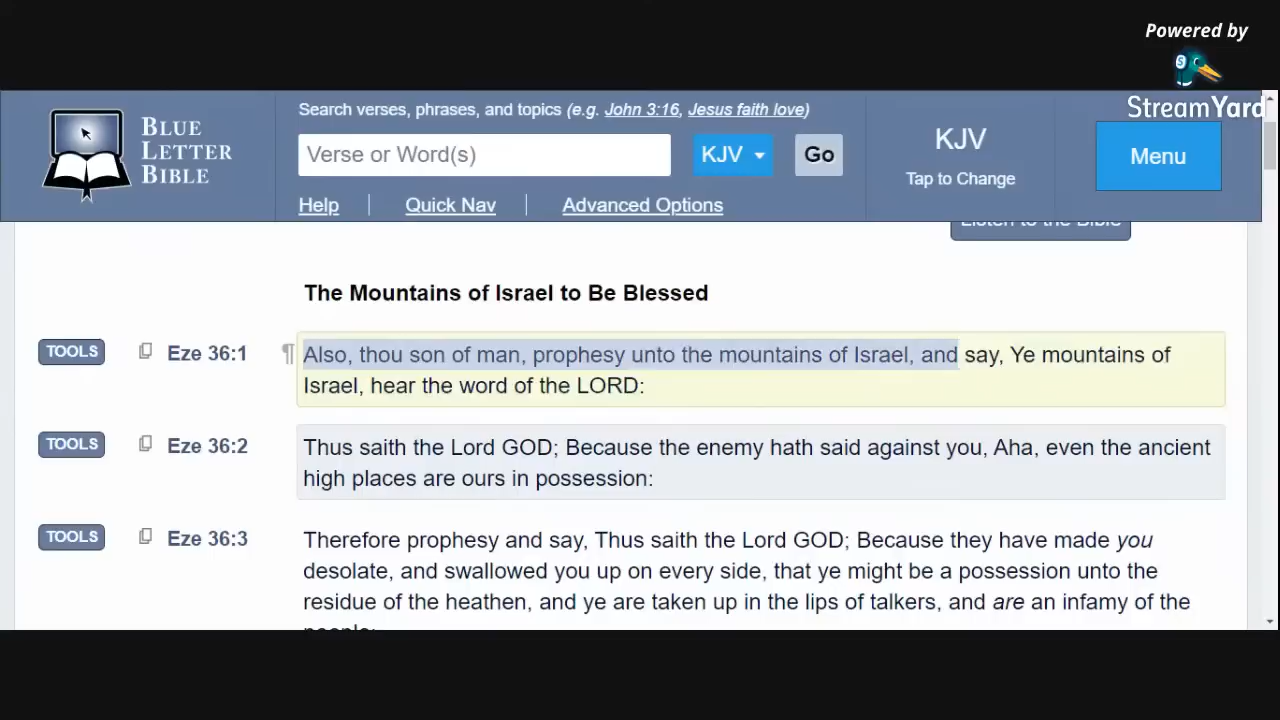 Powered by
StreamYard
BLUE
LETTER
BIBLE
Search verses, phrases, and topics (e.g. John 3:16, Jesus faith love)
Verse or Word(s)
KJV
Go
Help
Quick Nav
Advanced Options
KJV
Tap to Change
Menu
Listen to the Bible
The Mountains of Israel to Be Blessed
TOOLS Eze 36:1 ¶ Also, thou son of man, prophesy unto the mountains of Israel, and say, Ye mountains of
Israel, hear the word of the LORD:
TOOLS Eze 36:2 Thus saith the Lord GOD; Because the enemy hath said against you, Aha, even the ancient
high places are ours in possession:
TOOLS Eze 36:3 Therefore prophesy and say, Thus saith the Lord GOD; Because they have made you
desolate, and swallowed you up on every side, that ye might be a possession unto the
residue of the heathen, and ye are taken up in the lips of talkers, and are an infamy of the
people: